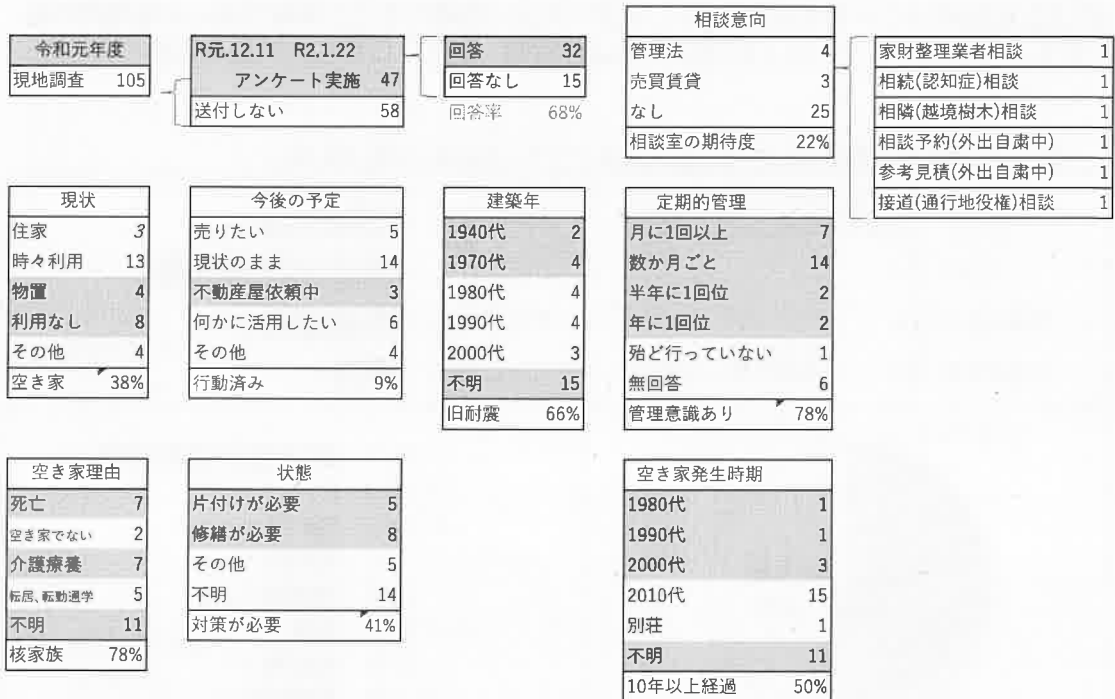 令和元年度
現地調査 105
R元.12.11 R2.1.22
アンケート実施 47
送付しない 58
回答 32
回答なし 15
回答率 68%
相談意向
管理法 4
売買賃貸 3
なし 25
相談室の期待度 22%
家財整理業者相談 1
相続(認知症)相談 1
相隣(越境樹木)相談 1
相談予約(外出自粛中) 1
参考見積(外出自粛中) 1
接道(通行地役権)相談 1
現状
住家 3
時々利用 13
物置 4
利用なし 8
その他 4
空き家 38%
今後の予定
売りたい 5
現状のまま 14
不動産屋依頼中 3
何かに活用したい 6
その他 4
行動済み 9%
建築年
1940代 2
1970代 4
1980代 4
1990代 4
2000代 3
不明 15
旧耐震 66%
定期的管理
月に1回以上 7
数か月ごと 14
半年に1回位 2
年に1回位 2
殆ど行っていない 1
無回答 6
管理意識あり 78%
空き家理由
死亡 7
空き家でない 2
介護療養 7
転居、転勤通学 5
不明 11
核家族 78%
状態
片付けが必要 5
修繕が必要 8
その他 5
不明 14
対策が必要 41%
空き家発生時期
1980代 1
1990代 1
2000代 3
2010代 15
別荘 1
不明 11
10年以上経過 50%